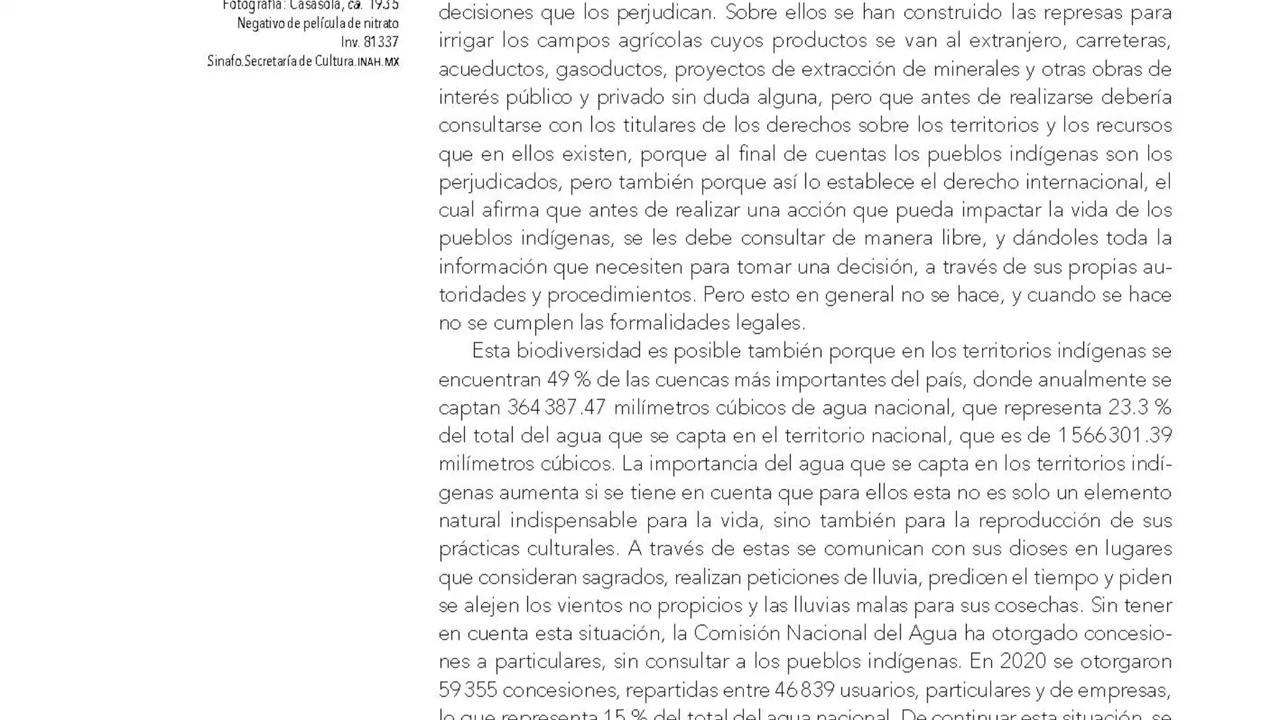 Fotografía: Casasola, ca. 1935
Negativo de película de nitrato
Inv. 81337
Sinafo.Secretaría de Cultura.INAH.MX
decisiones que los perjudican. Sobre ellos se han construido las represas para
irrigar los campos agrícolas cuyos productos se van al extranjero, carreteras,
acueductos, gasoductos, proyectos de extracción de minerales y otras obras de
interés público y privado sin duda alguna, pero que antes de realizarse debería
consultarse con los titulares de los derechos sobre los territorios y los recursos
que en ellos existen, porque al final de cuentas los pueblos indígenas son los
perjudicados, pero también porque así lo establece el derecho internacional, el
cual afirma que antes de realizar una acción que pueda impactar la vida de los
pueblos indígenas, se les debe consultar de manera libre, y dándoles toda la
información que necesiten para tomar una decisión, a través de sus propias au-
toridades y procedimientos. Pero esto en general no se hace, y cuando se hace
no se cumplen las formalidades legales.
Esta biodiversidad es posible también porque en los territorios indígenas se
encuentran 49 % de las cuencas más importantes del país, donde anualmente se
captan 364 387.47 milímetros cúbicos de agua nacional, que representa 23.3 %
del total del agua que se capta en el territorio nacional, que es de 1 566 301.39
milímetros cúbicos. La importancia del agua que se capta en los territorios indí-
genas aumenta si se tiene en cuenta que para ellos esta no es solo un elemento
natural indispensable para la vida, sino también para la reproducción de sus
prácticas culturales. A través de estas se comunican con sus dioses en lugares
que consideran sagrados, realizan peticiones de lluvia, predicen el tiempo y piden
se alejen los vientos no propicios y las lluvias malas para sus cosechas. Sin tener
en cuenta esta situación, la Comisión Nacional del Agua ha otorgado concesio-
nes a particulares, sin consultar a los pueblos indígenas. En 2020 se otorgaron
59 355 concesiones, repartidas entre 46 839 usuarios, particulares y de empresas,
lo que representa 15 % del total del agua nacional. De continuar esta situación, se